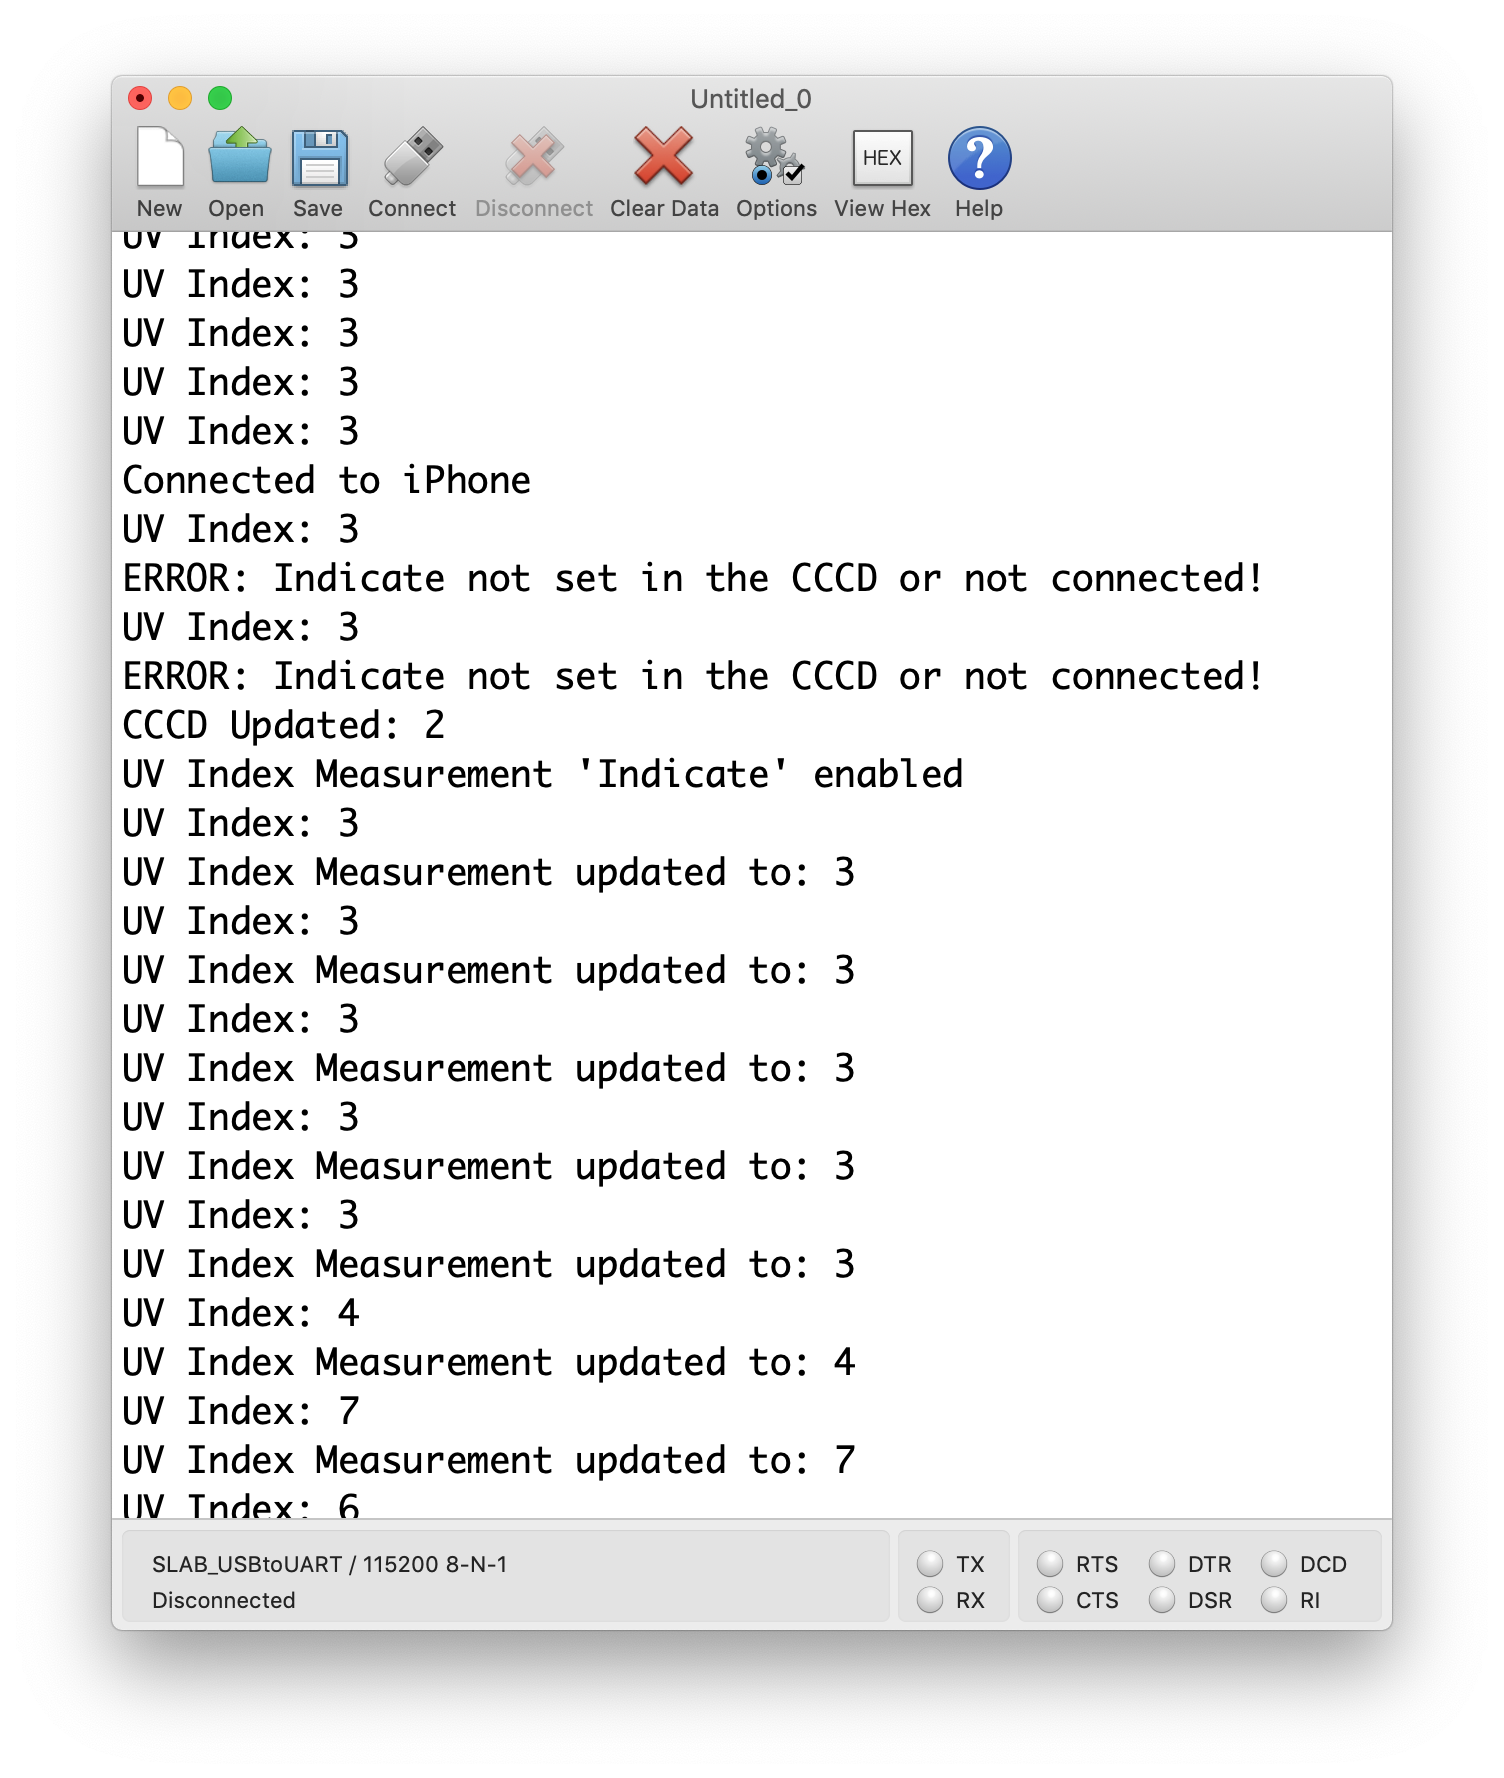 Untitled_0
New Open Save Connect Disconnect Clear Data Options HEX View Hex ? Help
UV Index: 3
UV Index: 3
UV Index: 3
UV Index: 3
UV Index: 3
Connected to iPhone
UV Index: 3
ERROR: Indicate not set in the CCCD or not connected!
UV Index: 3
ERROR: Indicate not set in the CCCD or not connected!
CCCD Updated: 2
UV Index Measurement 'Indicate' enabled
UV Index: 3
UV Index Measurement updated to: 3
UV Index: 3
UV Index Measurement updated to: 3
UV Index: 3
UV Index Measurement updated to: 3
UV Index: 3
UV Index Measurement updated to: 3
UV Index: 3
UV Index Measurement updated to: 3
UV Index: 4
UV Index Measurement updated to: 4
UV Index: 7
UV Index Measurement updated to: 7
UV Index: 6
SLAB_USBtoUART / 115200 8-N-1 TX RTS DTR DCD
Disconnected RX CTS DSR RI